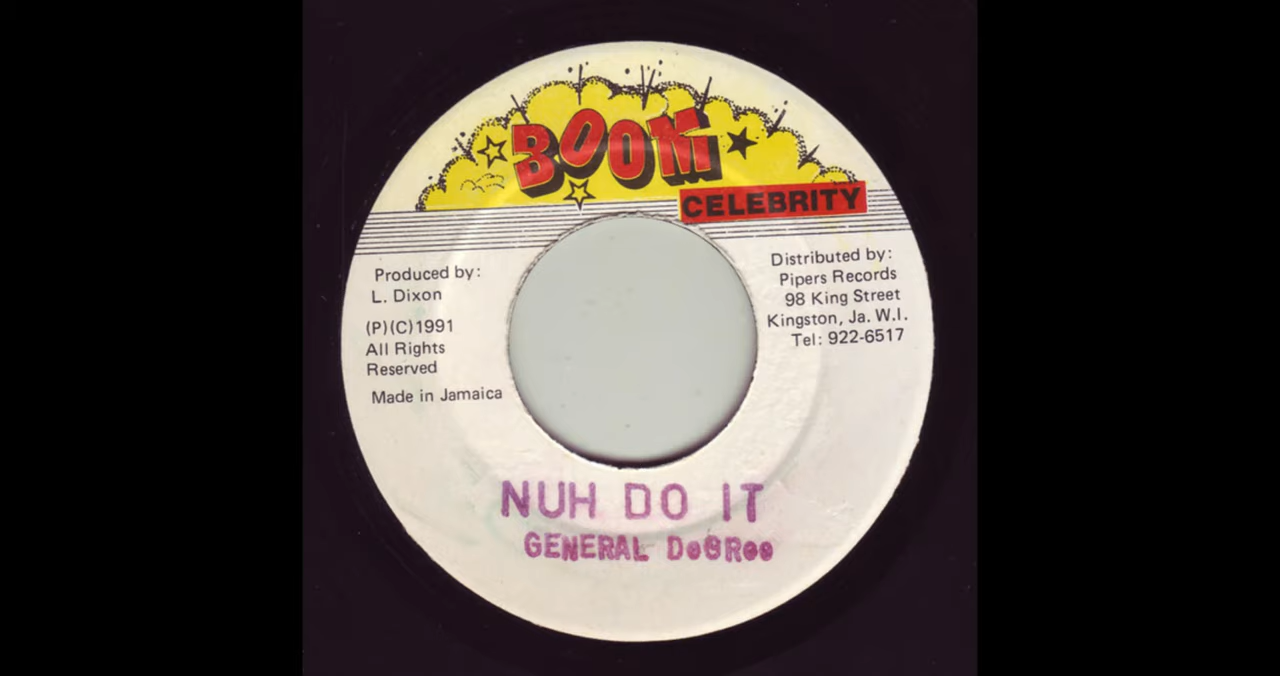 BOOM
CELEBRITY
Produced by:
L. Dixon
(P)(C)1991
All Rights
Reserved
Made in Jamaica
Distributed by:
Pipers Records
98 King Street
Kingston, Ja. W.I.
Tel: 922-6517
NUH DO IT
GENERAL DeGRee